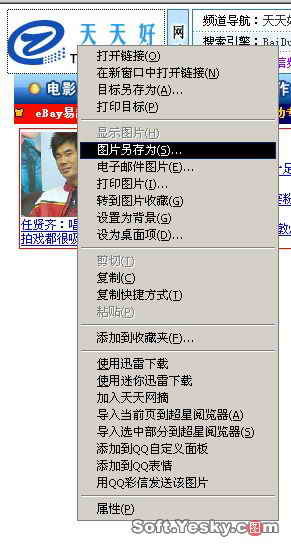 天天好
网
频道导航：天天好
搜索引擎：BaiDu
电影
作
eBay易
任贤齐：唱
拍戏都很吸
打开链接(O)
在新窗口中打开链接(N)
目标另存为(A)...
打印目标(P)
显示图片(H)
图片另存为(S)...
电子邮件图片(E)...
打印图片(I)...
转到图片收藏(G)
设置为背景(G)
设为桌面项(D)...
剪切(T)
复制(C)
复制快捷方式(T)
粘贴(P)
添加到收藏夹(F)...
使用迅雷下载
使用迷你迅雷下载
加入天天网摘
导入当前页到超星阅览器(A)
导入选中部分到超星阅览器(S)
添加到QQ自定义面板
添加到QQ表情
用QQ彩信发送该图片
属性(P)
Soft.Yesky.com